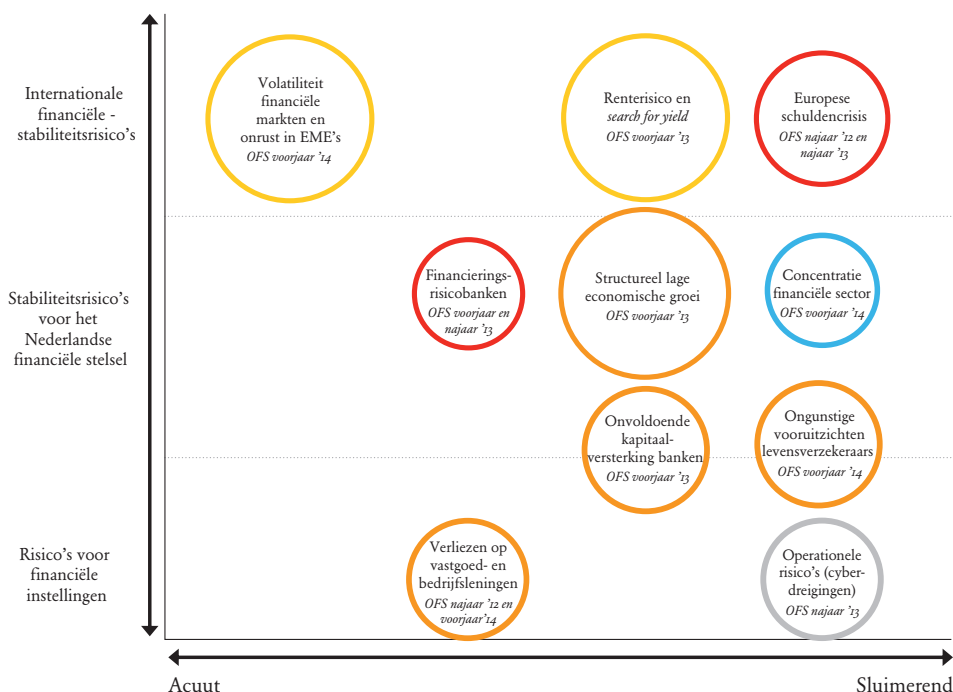 Internationale
financiële -
stabiliteitsrisico's
Volatiliteit
financiële
markten en
onrust in EME's
OFS voorjaar '14
Renterisico en
search for yield
OFS voorjaar '13
Europese
schuldencrisis
OFS najaar '12 en
najaar '13
Stabiliteitsrisico's
voor het
Nederlandse
financiële stelsel
Financierings-
risicobanken
OFS voorjaar en
najaar '13
Structureel lage
economische groei
OFS voorjaar '13
Concentratie
financiële sector
OFS voorjaar '14
Onvoldoende
kapitaal-
versterking banken
OFS voorjaar '13
Ongunstige
vooruitzichten
levensverzekeraars
OFS voorjaar '14
Risico's voor
financiële
instellingen
Verliezen op
vastgoed- en
bedrijfsleningen
OFS najaar '12 en
voorjaar'14
Operationele
risico's (cyber-
dreigingen)
OFS najaar '13
Acuut
Sluimerend